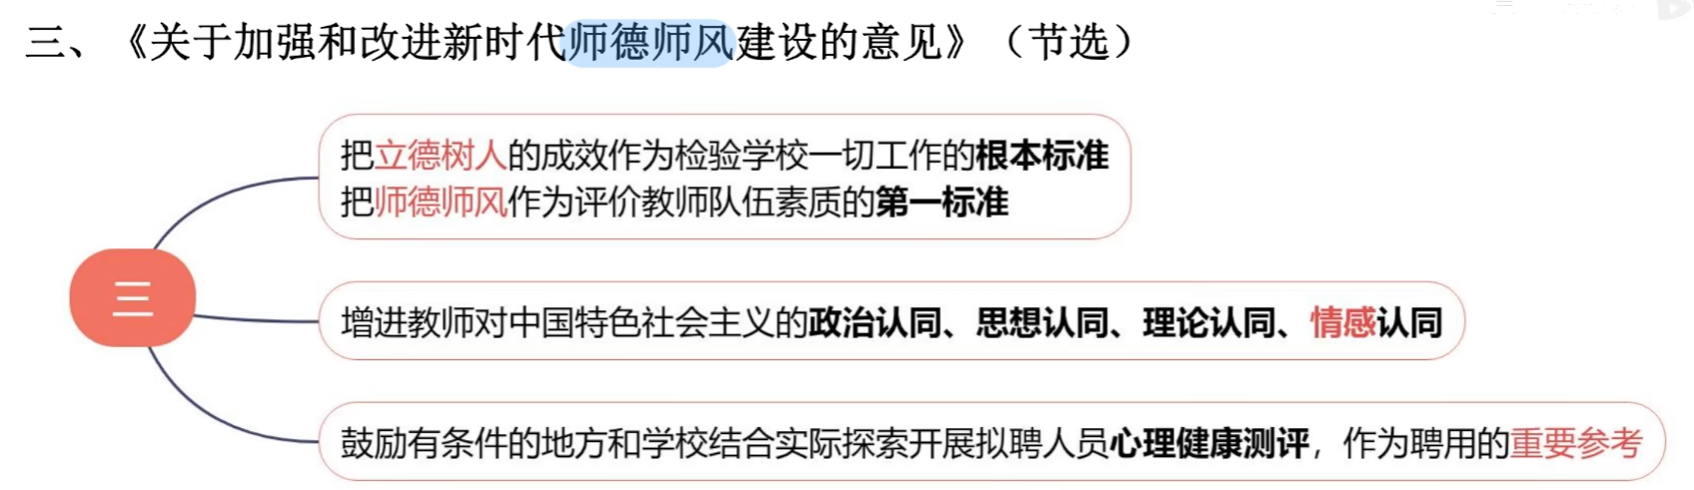 三、《关于加强和改进新时代师德师风建设的意见》（节选）
把立德树人的成效作为检验学校一切工作的根本标准
把师德师风作为评价教师队伍素质的第一标准
三
增进教师对中国特色社会主义的政治认同、思想认同、理论认同、情感认同
鼓励有条件的地方和学校结合实际探索开展拟聘人员心理健康测评，作为聘用的重要参考